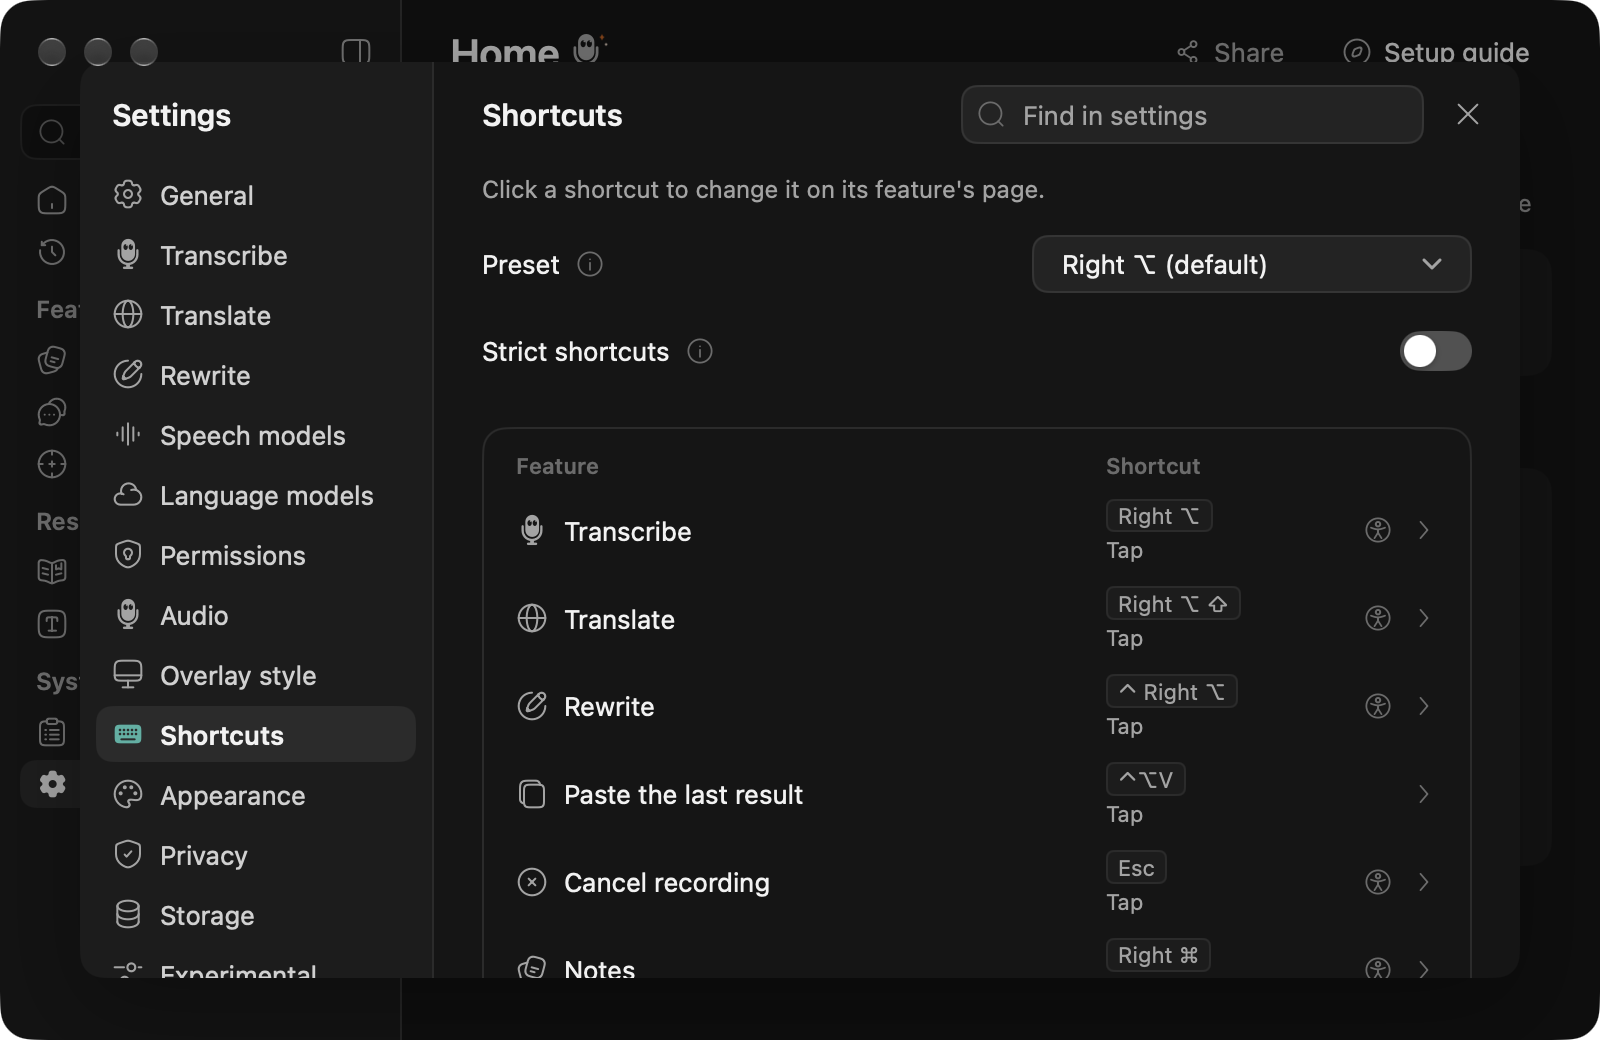 Home
Share
Setup guide
Settings
General
Transcribe
Translate
Rewrite
Speech models
Language models
Permissions
Audio
Overlay style
Shortcuts
Appearance
Privacy
Storage
Experimental
Shortcuts
Find in settings
Click a shortcut to change it on its feature's page.
Preset
Right ⌥ (default)
Strict shortcuts
Feature Shortcut
Transcribe Right ⌥
Tap
Translate Right ⌥ ⇧
Tap
Rewrite ^ Right ⌥
Tap
Paste the last result ^⌥V
Tap
Cancel recording Esc
Tap
Notes Right ⌘